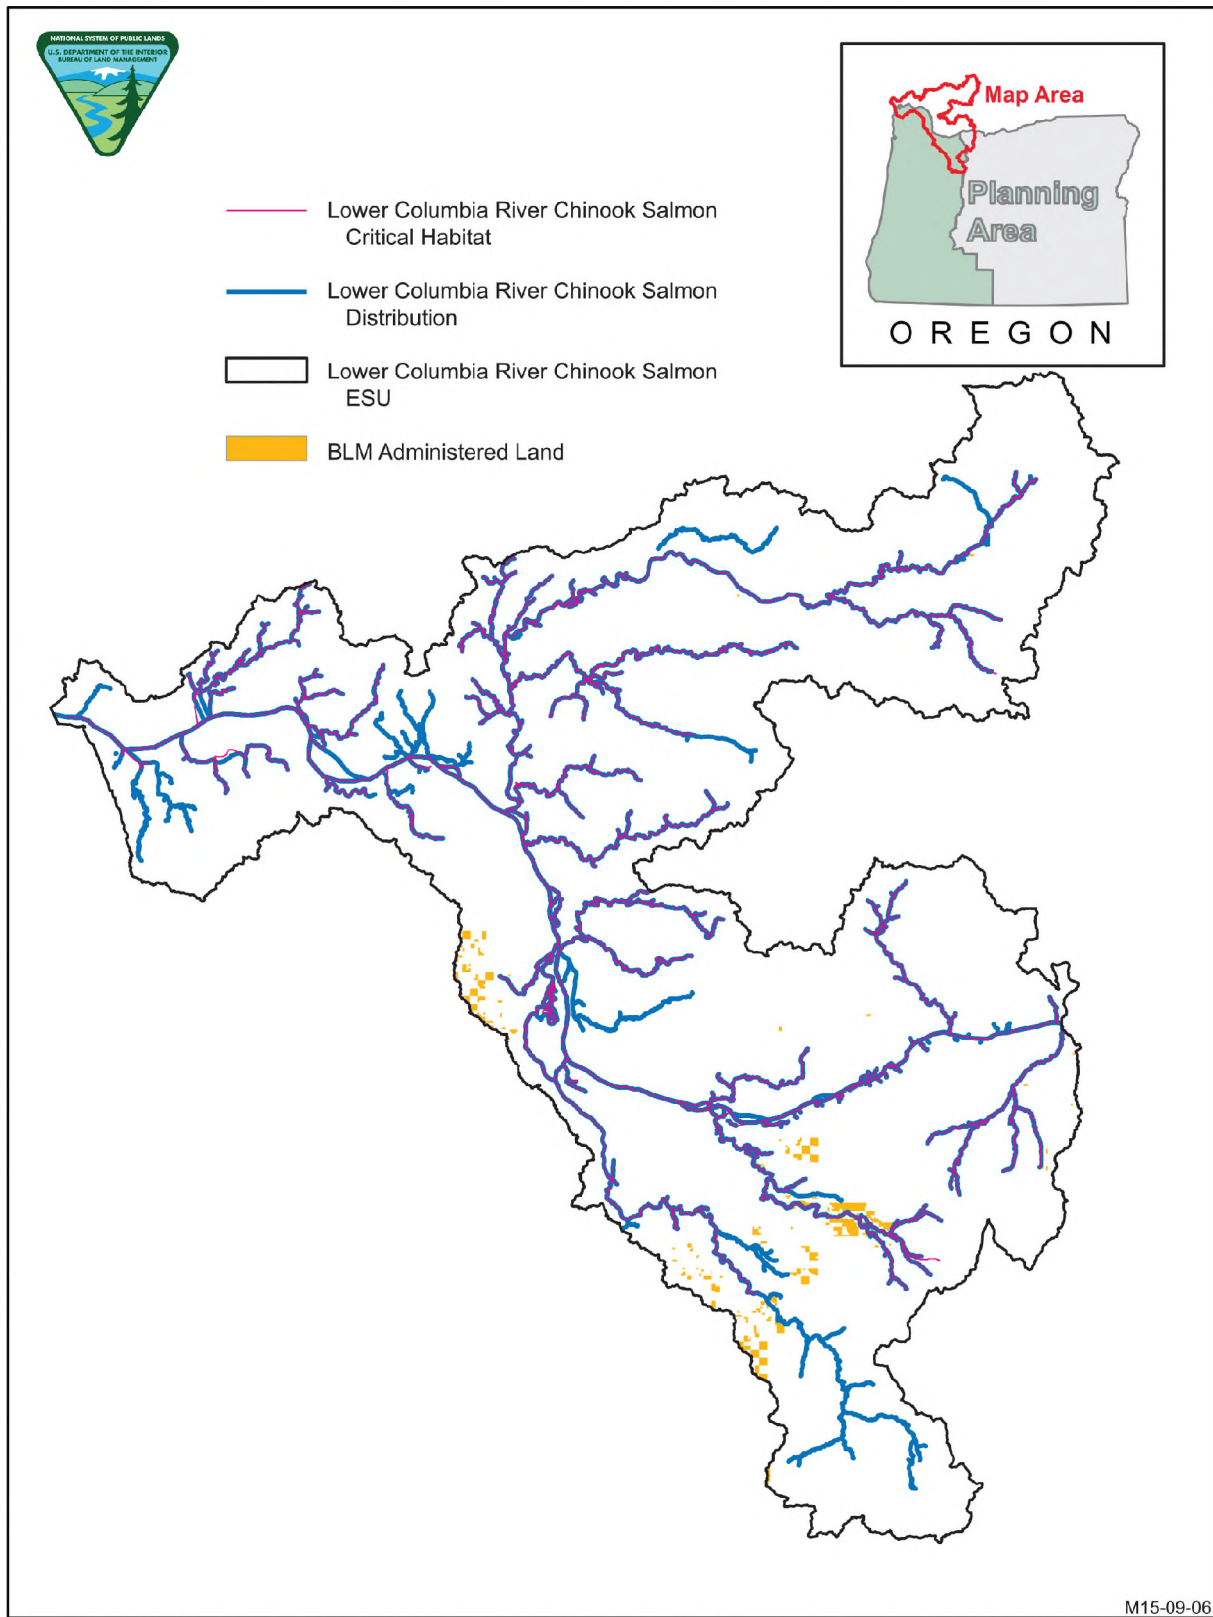 NATIONAL SYSTEM OF PUBLIC LANDS
U.S. DEPARTMENT OF THE INTERIOR
BUREAU OF LAND MANAGEMENT
Map Area
Planning
Area
OREGON
Lower Columbia River Chinook Salmon
Critical Habitat
Lower Columbia River Chinook Salmon
Distribution
Lower Columbia River Chinook Salmon
ESU
BLM Administered Land
M15-09-06